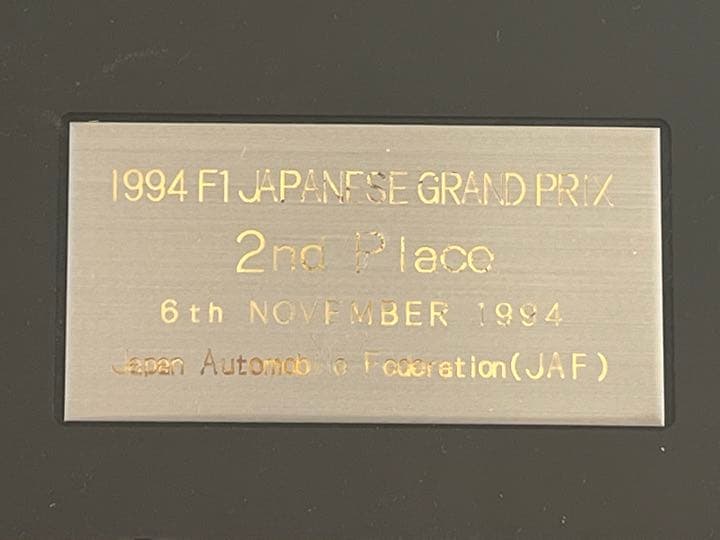 1994 F1 JAPANESE GRAND PRIX
2nd Place
6th NOVEMBER 1994
Japan Automobile Federation(JAF)